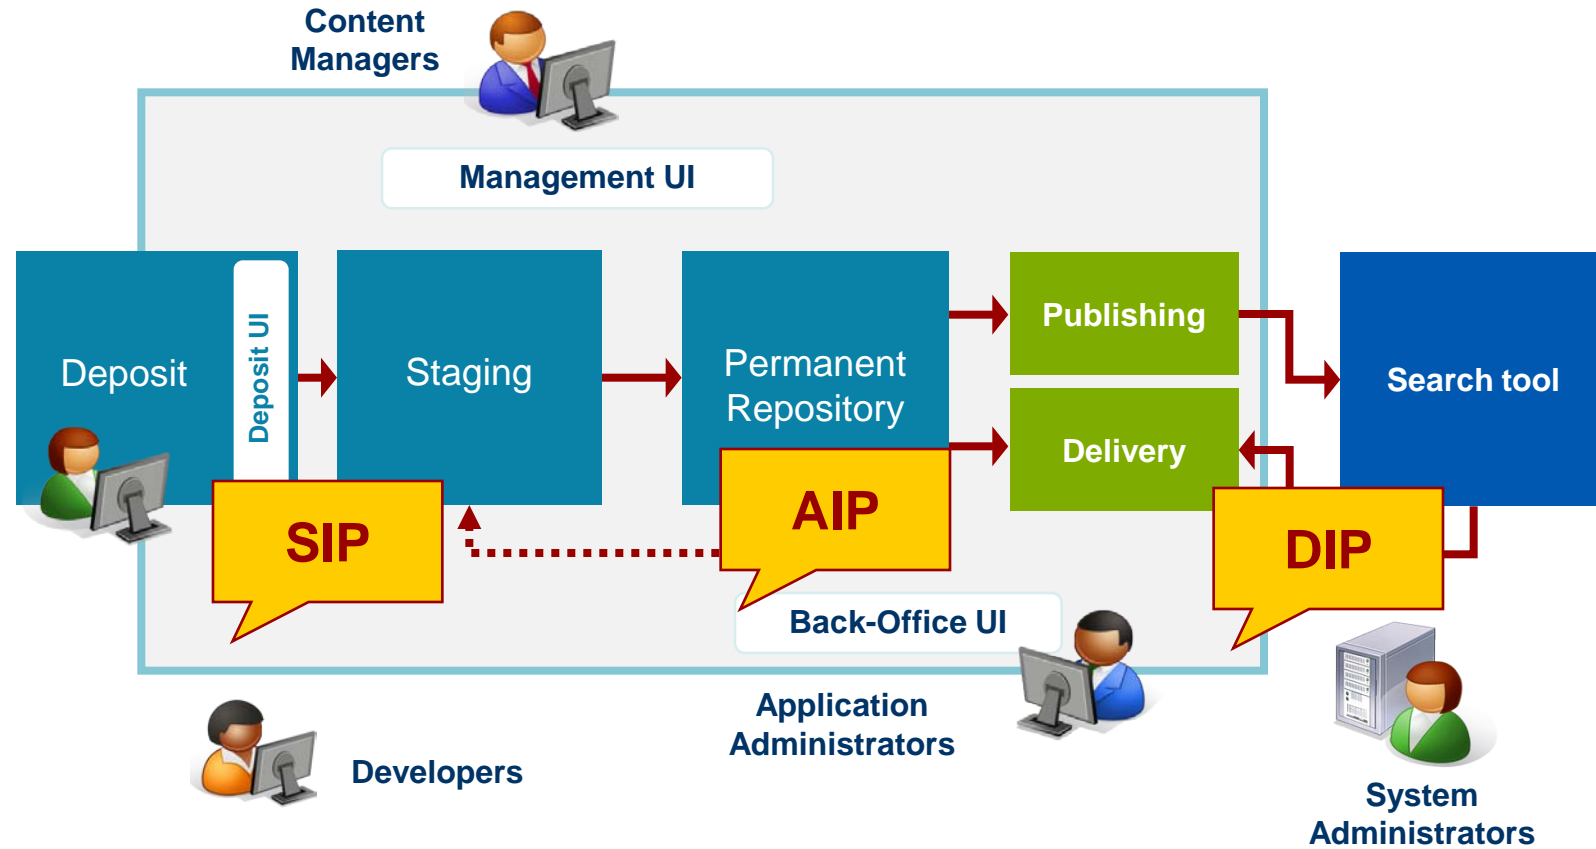 Content
Managers
Management UI
Deposit
Deposit UI
Staging
Permanent
Repository
Publishing
Delivery
Search tool
SIP
AIP
DIP
Back-Office UI
Application
Administrators
Developers
System
Administrators